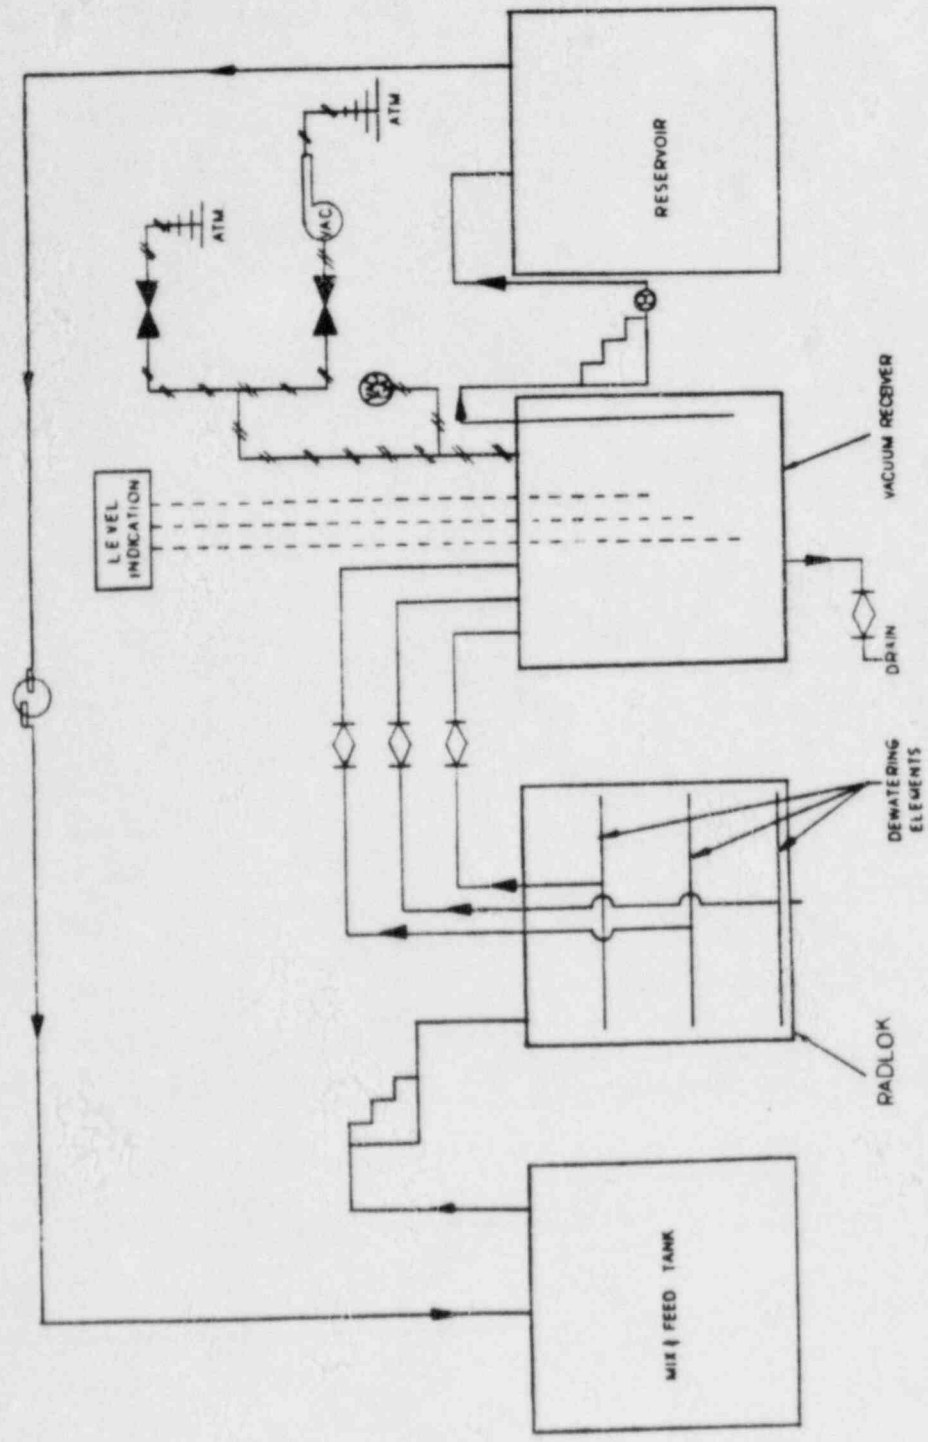 ATM
ATM
VAC
LEVEL
INDICATION
RESERVOIR
VACUUM RECEIVER
DRAIN
DEWATERING
ELEMENTS
RADLOK
MIX & FEED TANK